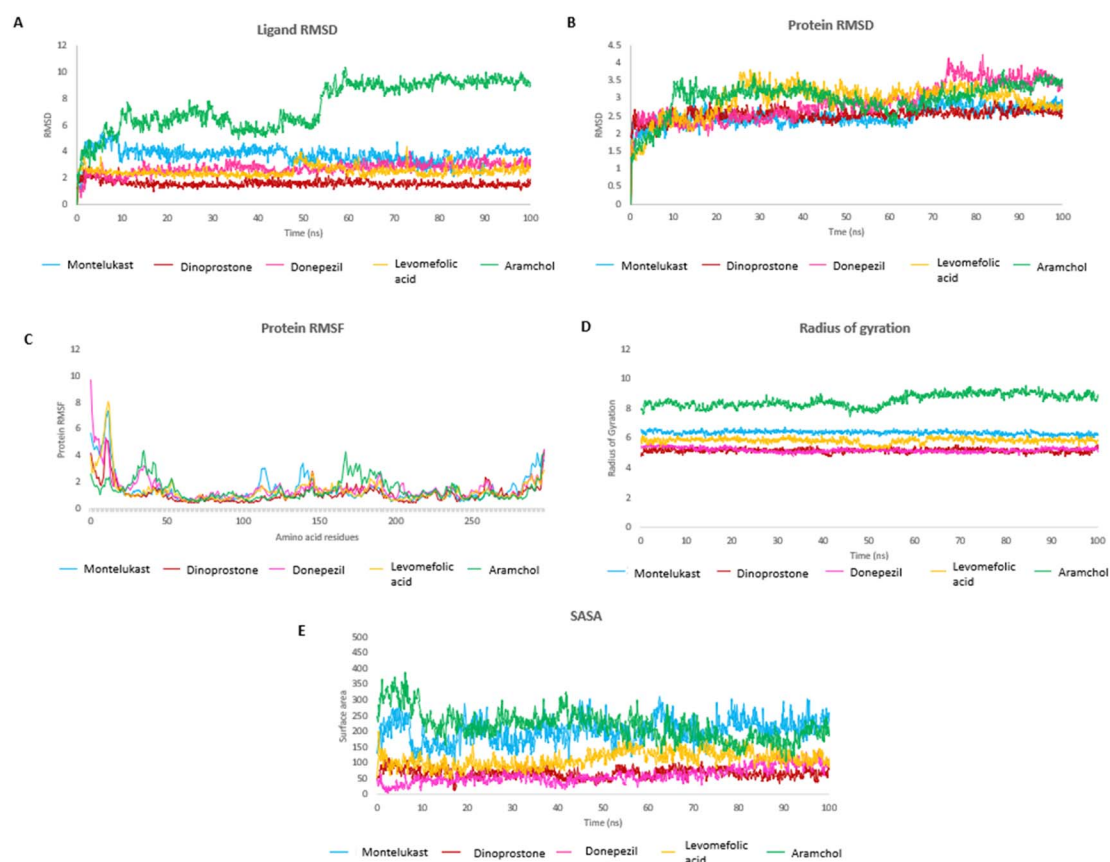 A
Ligand RMSD
12
10
8
6
4
2
0
RMSD
0 10 20 30 40 50 60 70 80 90 100
Time (ns)
Montelukast Dinoprostone Donepezil Levomefolic acid Aramchol
B
Protein RMSD
4.5
4
3.5
3
2.5
2
1.5
1
0.5
0
RMSD
0 10 20 30 40 50 60 70 80 90 100
Tme (ns)
Montelukast Dinoprostone Donepezil Levomefolic acid Aramchol
C
Protein RMSF
12
10
8
6
4
2
0
Protein RMSF
0 50 100 150 200 250
Amino acid residues
Montelukast Dinoprostone Donepezil Levomefolic acid Aramchol
D
Radius of gyration
12
10
8
6
4
2
0
Radius of Gyration
0 10 20 30 40 50 60 70 80 90 100
Time (ns)
Montelukast Dinoprostone Donepezil Levomefolic acid Aramchol
E
SASA
500
450
400
350
300
250
200
150
100
50
0
Surface area
0 10 20 30 40 50 60 70 80 90 100
Time (ns)
Montelukast Dinoprostone Donepezil Levomefolic acid Aramchol